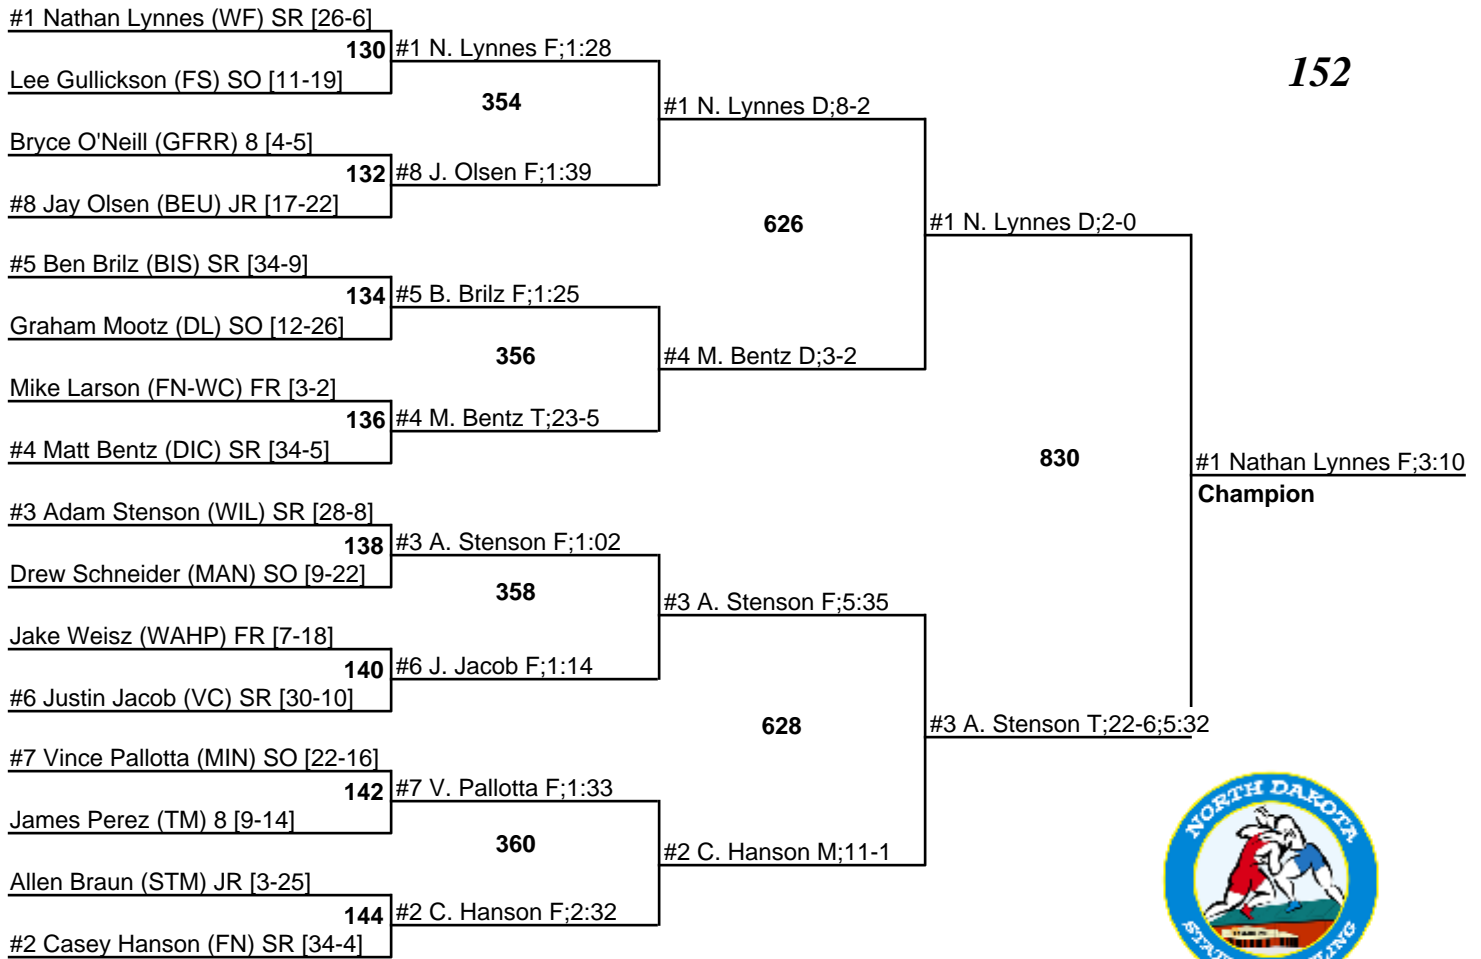 #1 Nathan Lynnes (WF) SR [26-6]
130 #1 N. Lynnes F;1:28
152
Lee Gullickson (FS) SO [11-19]
354
#1 N. Lynnes D;8-2
Bryce O'Neill (GFRR) 8 [4-5]
132 #8 J. Olsen F;1:39
#8 Jay Olsen (BEU) JR [17-22]
626
#1 N. Lynnes D;2-0
#5 Ben Brilz (BIS) SR [34-9]
134 #5 B. Brilz F;1:25
Graham Mootz (DL) SO [12-26]
356
#4 M. Bentz D;3-2
Mike Larson (FN-WC) FR [3-2]
136 #4 M. Bentz T;23-5
#4 Matt Bentz (DIC) SR [34-5]
830
#1 Nathan Lynnes F;3:10
Champion
#3 Adam Stenson (WIL) SR [28-8]
138 #3 A. Stenson F;1:02
Drew Schneider (MAN) SO [9-22]
358
#3 A. Stenson F;5:35
Jake Weisz (WAHP) FR [7-18]
140 #6 J. Jacob F;1:14
#6 Justin Jacob (VC) SR [30-10]
628
#3 A. Stenson T;22-6;5:32
#7 Vince Pallotta (MIN) SO [22-16]
142 #7 V. Pallotta F;1:33
James Perez (TM) 8 [9-14]
360
#2 C. Hanson M;11-1
Allen Braun (STM) JR [3-25]
144 #2 C. Hanson F;2:32
#2 Casey Hanson (FN) SR [34-4]
NORTH DAKOTA